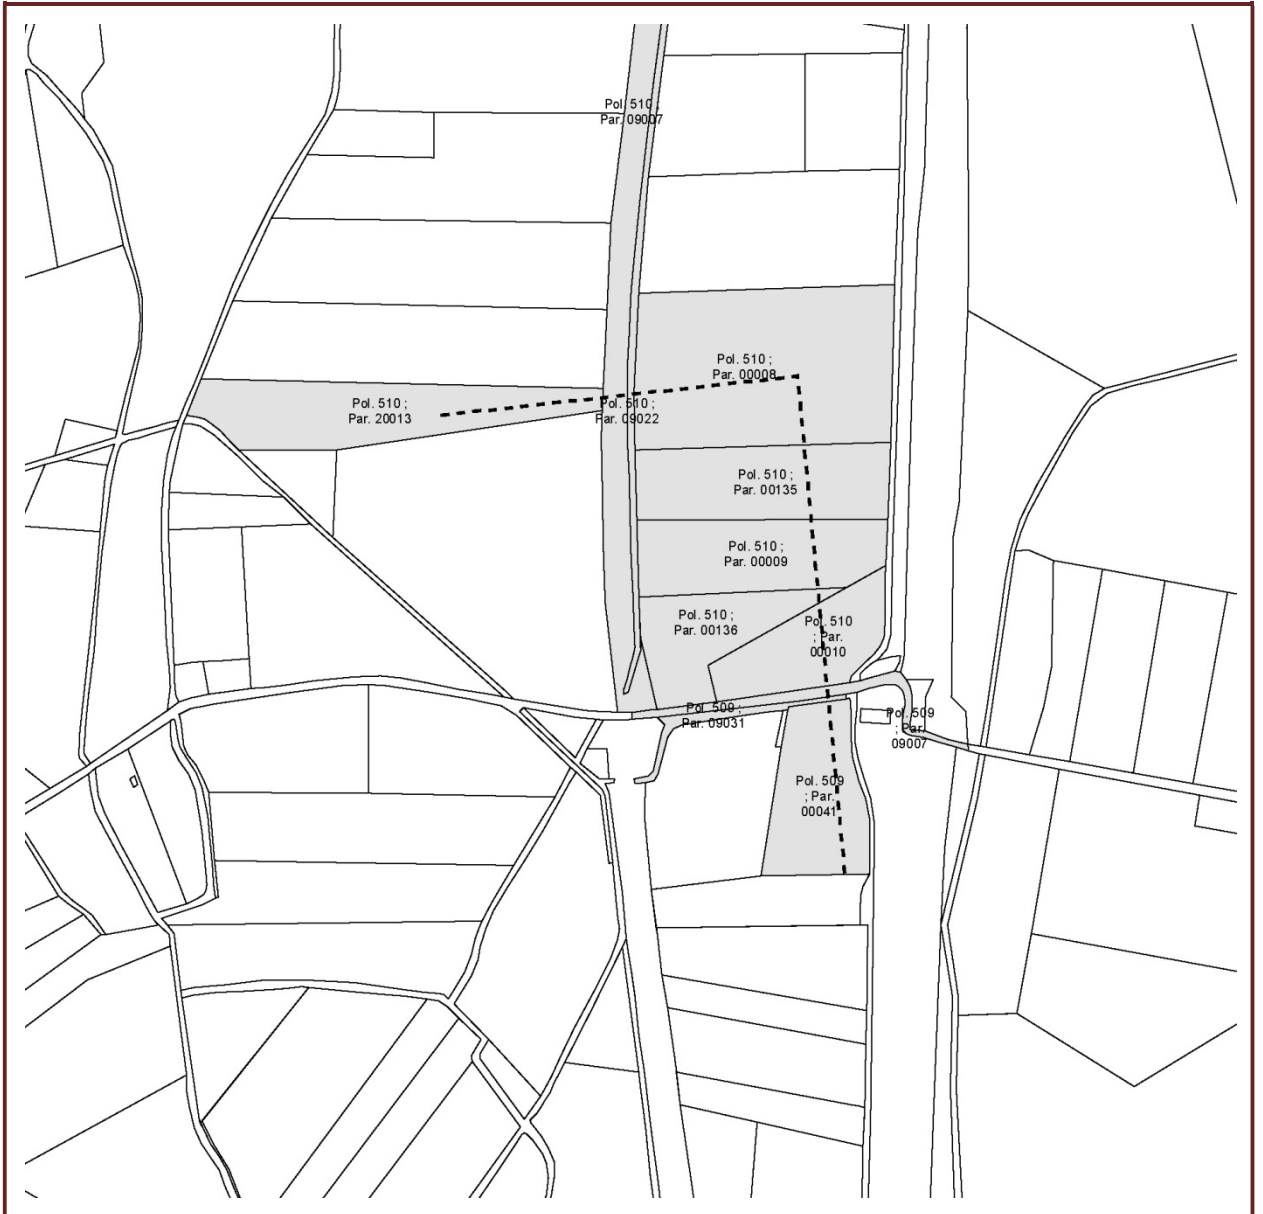 Pol. 510 ;
Par. 09007
Pol. 510 ;
Par. 00008
Pol. 510 ;
Par. 20013
Pol. 510 ;
Par. 09022
Pol. 510 ;
Par. 00135
Pol. 510 ;
Par. 00009
Pol. 510 ;
Par. 00136
Pol. 510
; Par.
00010
Pol. 509 ;
Par. 09031
Pol. 509
; Par.
09007
Pol. 509
; Par.
00041